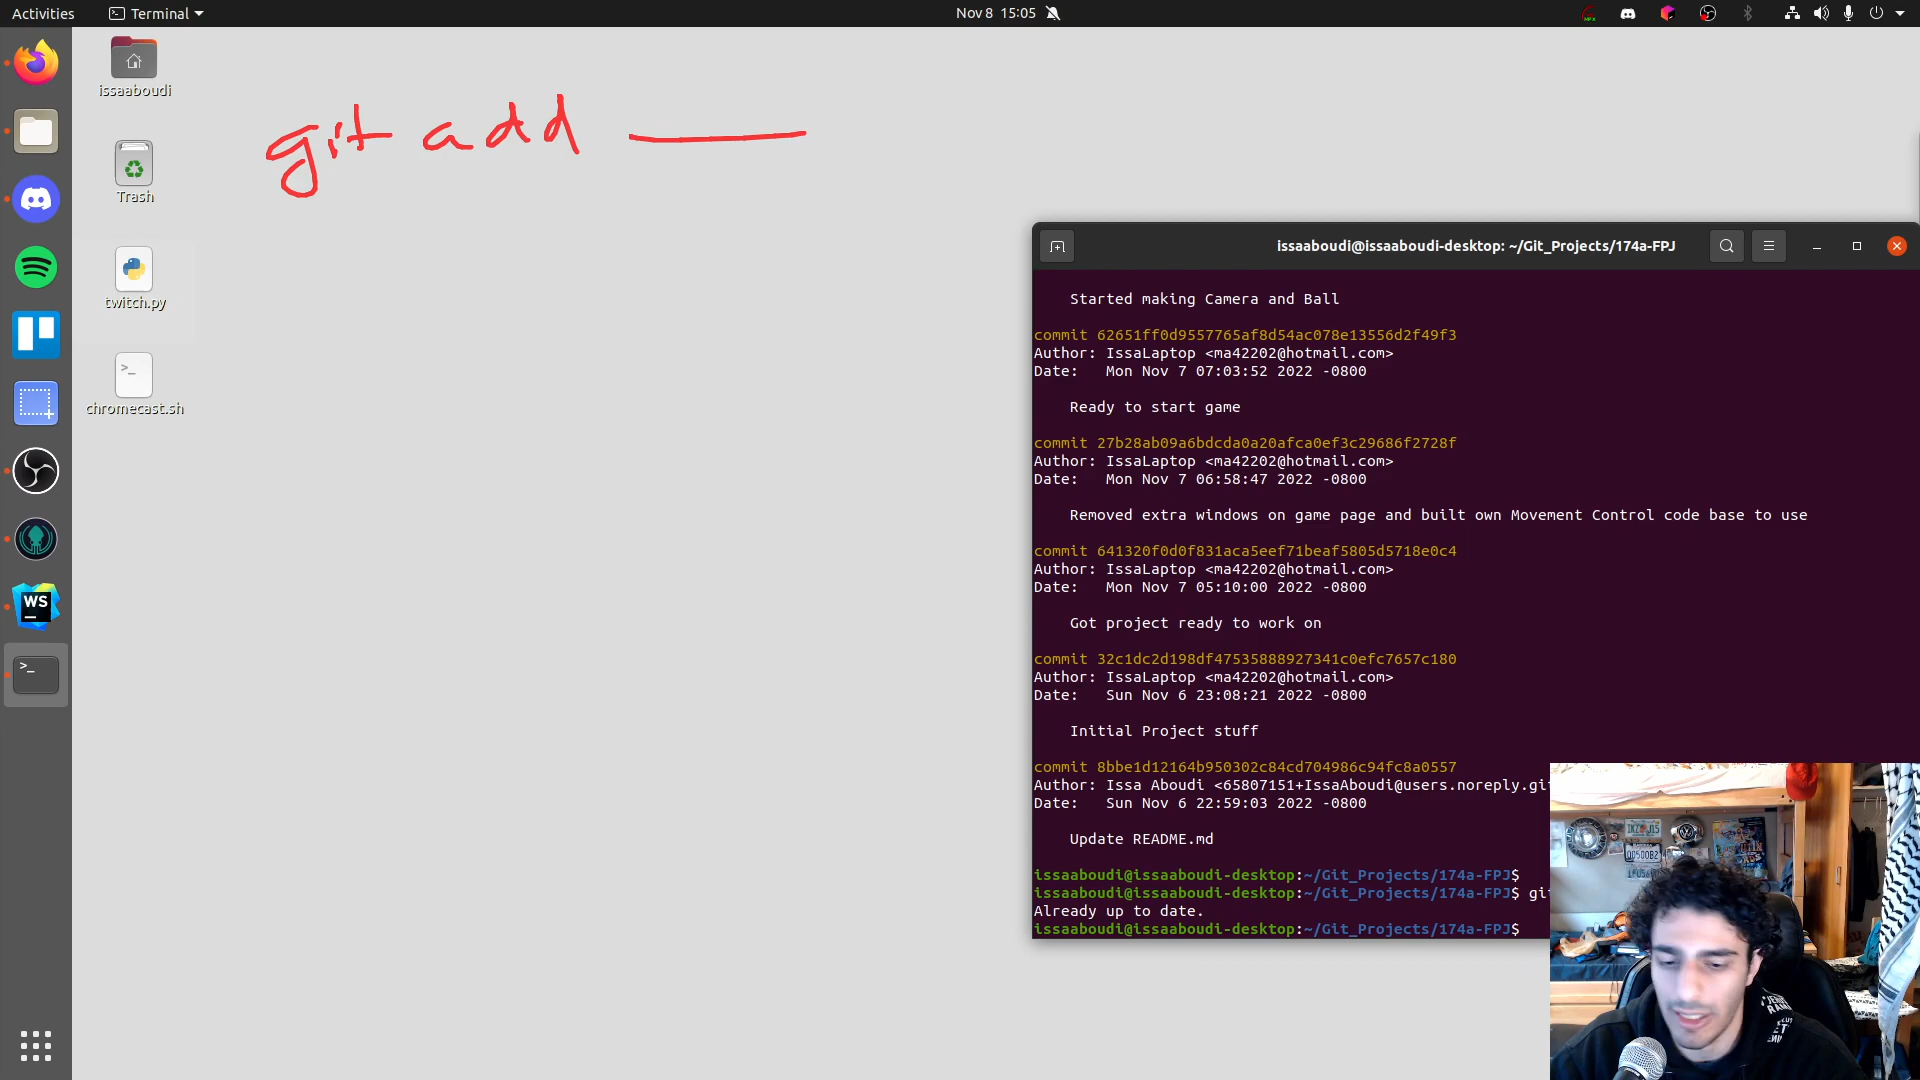 Activities
Terminal
Nov 8 15:05
issaaboudi
Trash
twitch.py
chromecast.sh
WS
git add
issaaboudi@issaaboudi-desktop: ~/Git_Projects/174a-FPJ
Started making Camera and Ball
commit 62651ff0d9557765af8d54ac078e13556d2f49f3
Author: IssaLaptop <ma42202@hotmail.com>
Date:   Mon Nov 7 07:03:52 2022 -0800
Ready to start game
commit 27b28ab09a6bdcda0a20afca0ef3c29686f2728f
Author: IssaLaptop <ma42202@hotmail.com>
Date:   Mon Nov 7 06:58:47 2022 -0800
Removed extra windows on game page and built own Movement Control code base to use
commit 641320f0d0f831aca5eef71beaf5805d5718e0c4
Author: IssaLaptop <ma42202@hotmail.com>
Date:   Mon Nov 7 05:10:00 2022 -0800
Got project ready to work on
commit 32c1dc2d198df47535888927341c0efc7657c180
Author: IssaLaptop <ma42202@hotmail.com>
Date:   Sun Nov 6 23:08:21 2022 -0800
Initial Project stuff
commit 8bbe1d12164b950302c84cd704986c94fc8a0557
Author: Issa Aboudi <65807151+IssaAboudi@users.noreply.gi
Date:   Sun Nov 6 22:59:03 2022 -0800
Update README.md
issaaboudi@issaaboudi-desktop:~/Git_Projects/174a-FPJ$
issaaboudi@issaaboudi-desktop:~/Git_Projects/174a-FPJ$ gi
Already up to date.
issaaboudi@issaaboudi-desktop:~/Git_Projects/174a-FPJ$